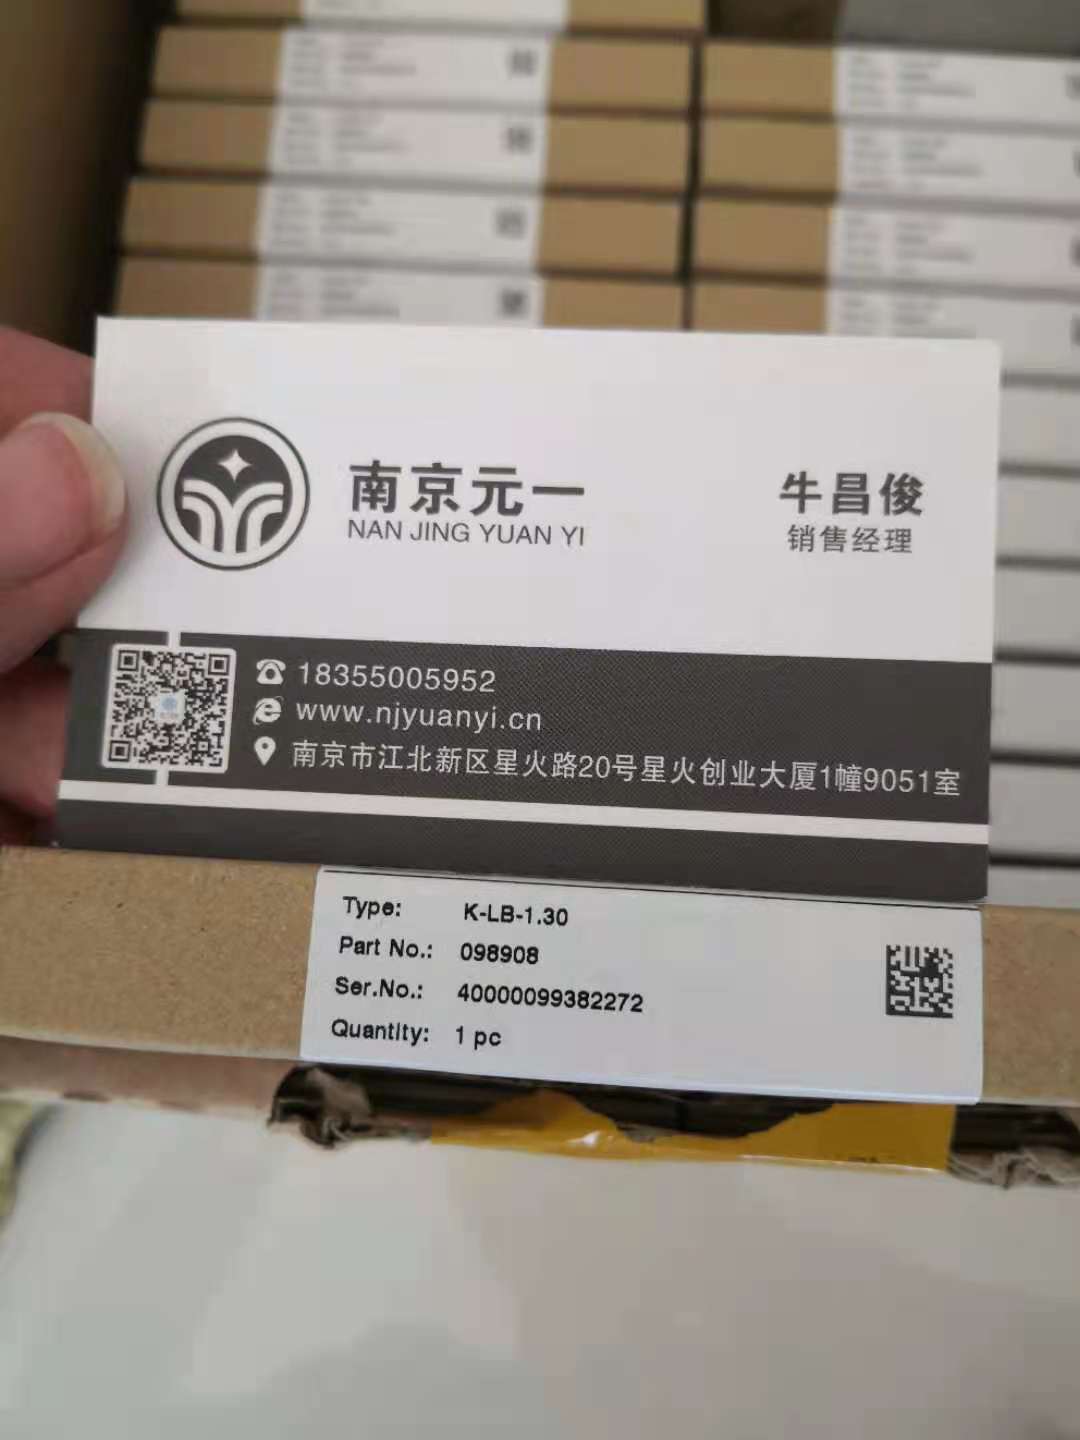 南京元一
NAN JING YUAN YI
牛昌俊
销售经理
18355005952
www.njyuanyi.cn
南京市江北新区星火路20号星火创业大厦1幢9051室
Type: K-LB-1.30
Part No.: 098908
Ser.No.: 40000099382272
Quantity: 1 pc